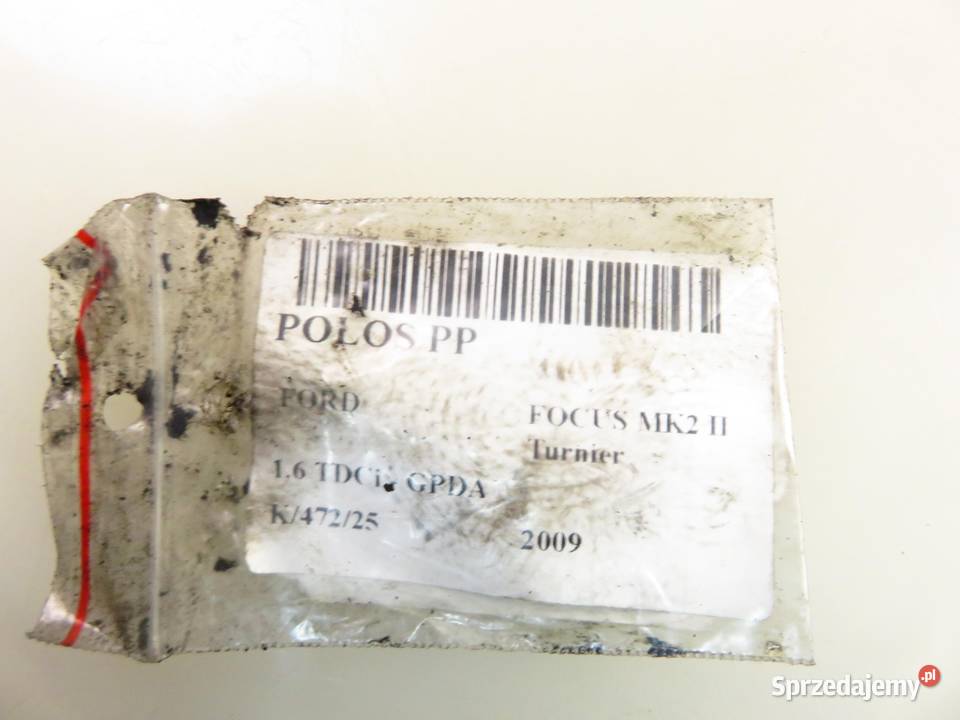 POLOS PP
FORD
FOCUS MK2 II
Turnier
1.6 TDCi; GPDA
K/472/25
2009
Sprzedajemy.pl